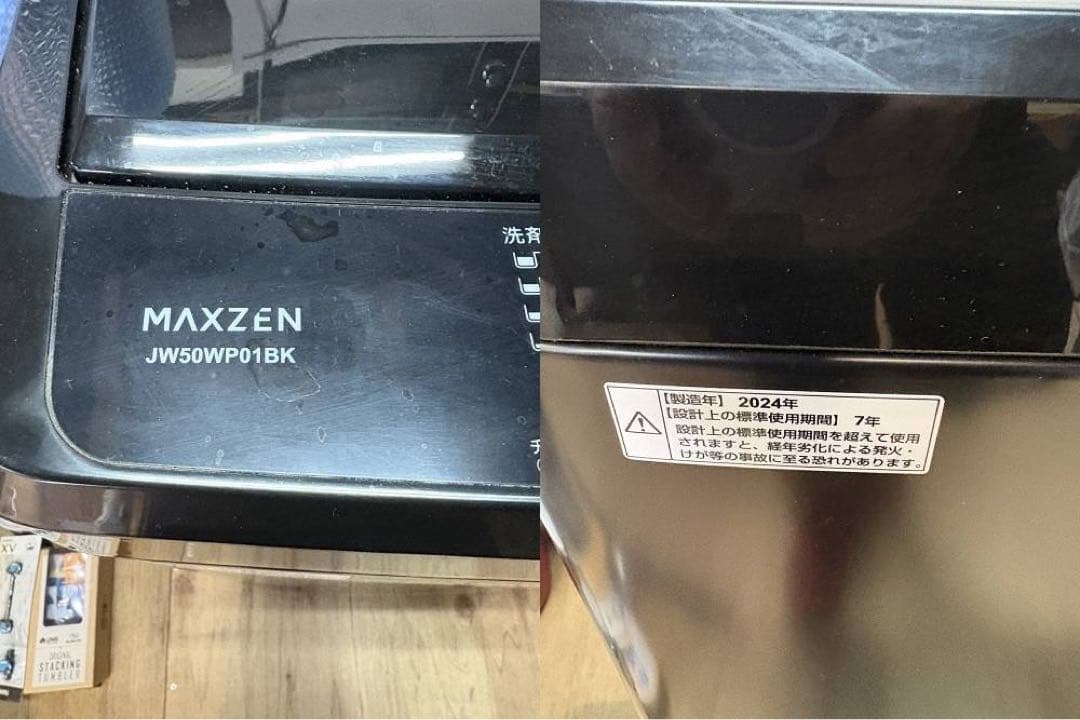 洗剤
MAXZEN
JW50WP01BK
XV
STACKING
TUMBLER
【製造年】 2024年
【設計上の標準使用期間】 7年
設計上の標準使用期間を超えて使用
されますと、経年劣化による発火・
けが等の事故に至る恐れがあります。